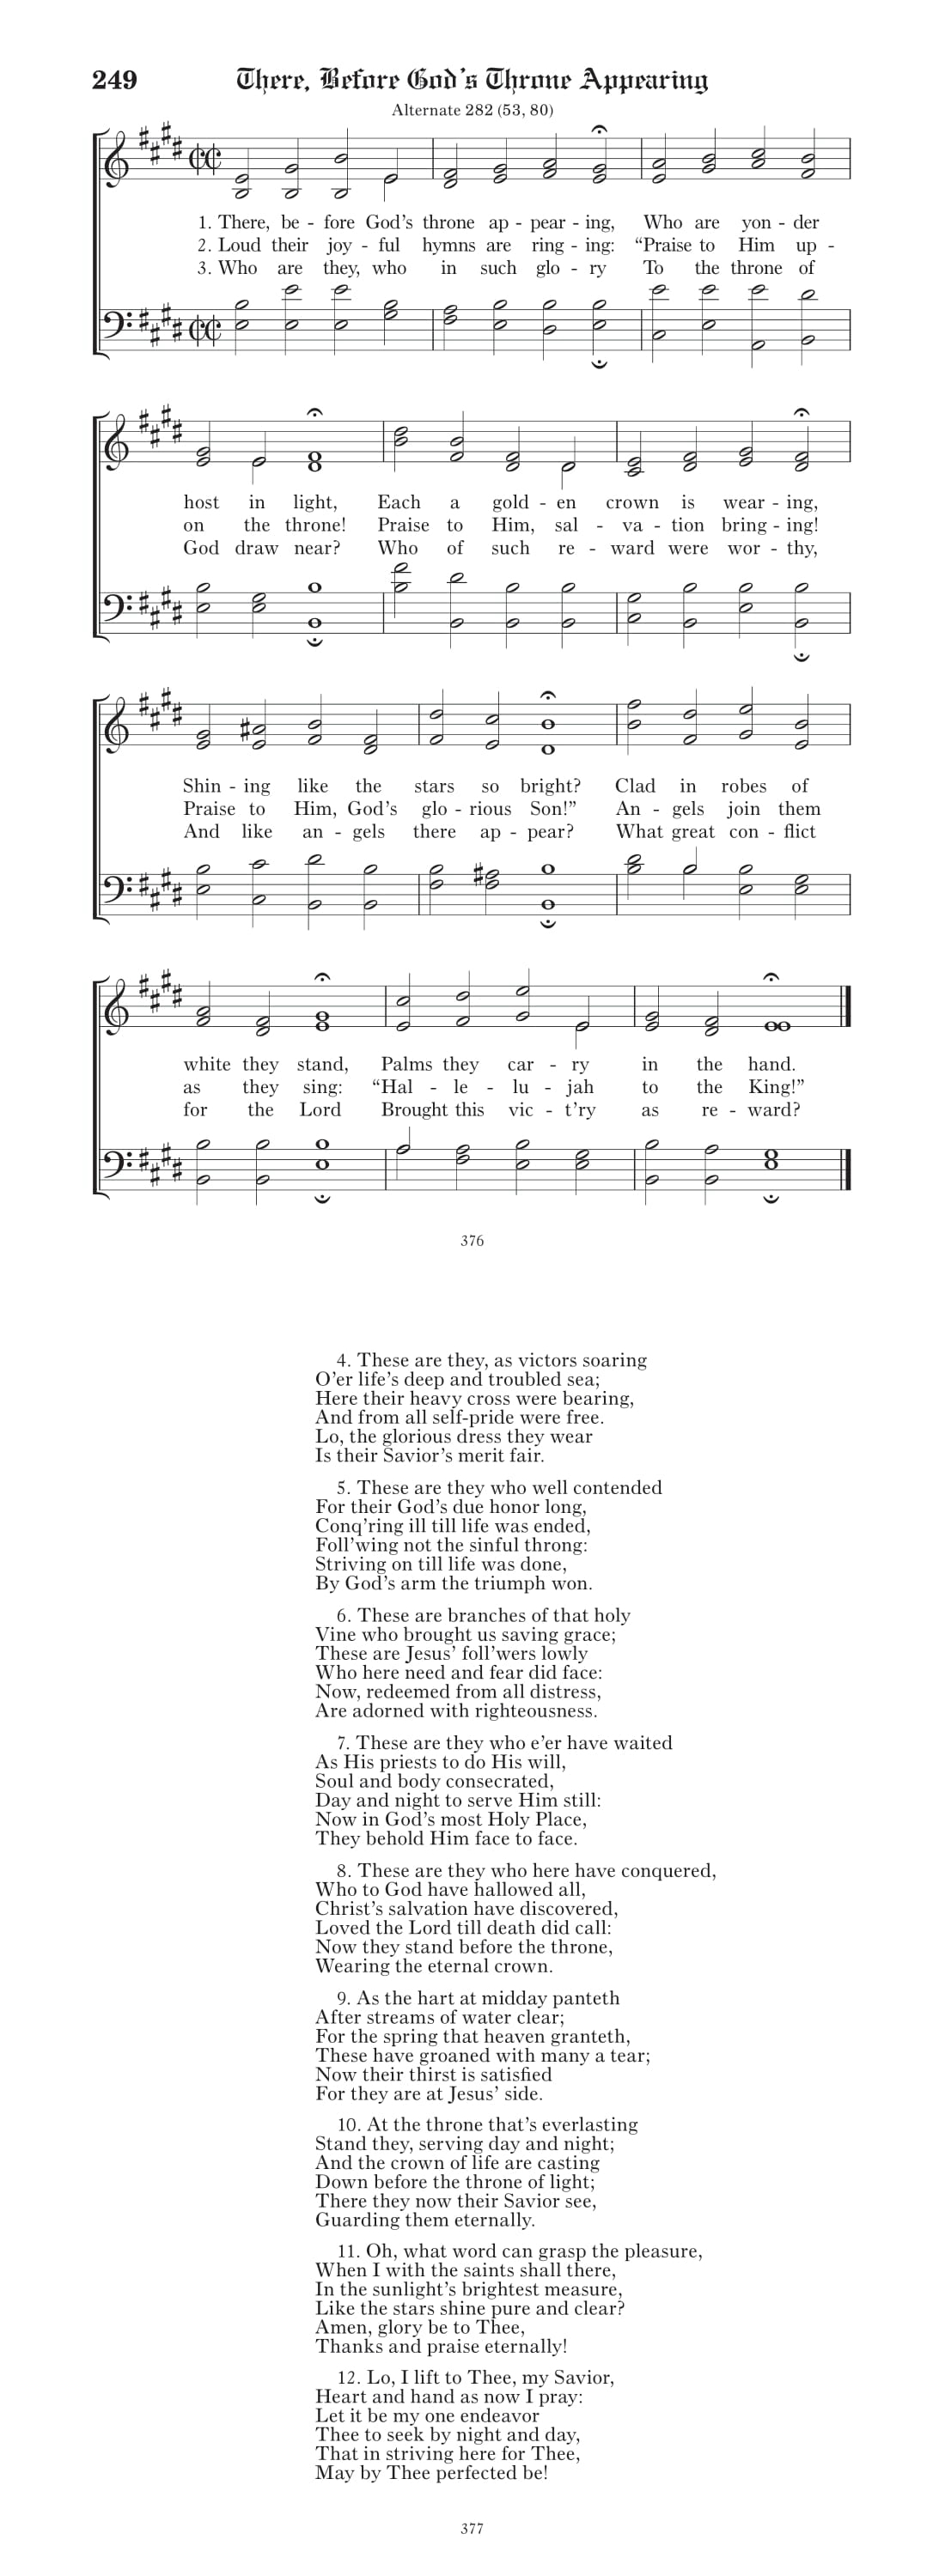 249 There, Before God's Throne Appearing
Alternate 282 (53, 80)
1. There, be - fore God's throne ap - pear - ing, Who are yon - der
2. Loud their joy - ful hymns are ring - ing: “Praise to Him up -
3. Who are they, who in such glo - ry To the throne of
host in light, Each a gold - en crown is wear - ing,
on the throne! Praise to Him, sal - va - tion bring - ing!
God draw near? Who of such re - ward were wor - thy,
Shin - ing like the stars so bright? Clad in robes of
Praise to Him, God's glo - rious Son!” An - gels join them
And like an - gels there ap - pear? What great con - flict
white they stand, Palms they car - ry in the hand.
as they sing: “Hal - le - lu - jah to the King!”
for the Lord Brought this vic - t'ry as re - ward?
376
4. These are they, as victors soaring
O'er life's deep and troubled sea;
Here their heavy cross were bearing,
And from all self-pride were free.
Lo, the glorious dress they wear
Is their Savior's merit fair.
5. These are they who well contended
For their God's due honor long,
Conq'ring ill till life was ended,
Foll'wing not the sinful throng:
Striving on till life was done,
By God's arm the triumph won.
6. These are branches of that holy
Vine who brought us saving grace;
These are Jesus' foll'wers lowly
Who here need and fear did face:
Now, redeemed from all distress,
Are adorned with righteousness.
7. These are they who e'er have waited
As His priests to do His will,
Soul and body consecrated,
Day and night to serve Him still:
Now in God's most Holy Place,
They behold Him face to face.
8. These are they who here have conquered,
Who to God have hallowed all,
Christ's salvation have discovered,
Loved the Lord till death did call:
Now they stand before the throne,
Wearing the eternal crown.
9. As the hart at midday panteth
After streams of water clear;
For the spring that heaven granteth,
These have groaned with many a tear;
Now their thirst is satisfied
For they are at Jesus' side.
10. At the throne that's everlasting
Stand they, serving day and night;
And the crown of life are casting
Down before the throne of light;
There they now their Savior see,
Guarding them eternally.
11. Oh, what word can grasp the pleasure,
When I with the saints shall there,
In the sunlight's brightest measure,
Like the stars shine pure and clear?
Amen, glory be to Thee,
Thanks and praise eternally!
12. Lo, I lift to Thee, my Savior,
Heart and hand as now I pray:
Let it be my one endeavor
Thee to seek by night and day,
That in striving here for Thee,
May by Thee perfected be!
377